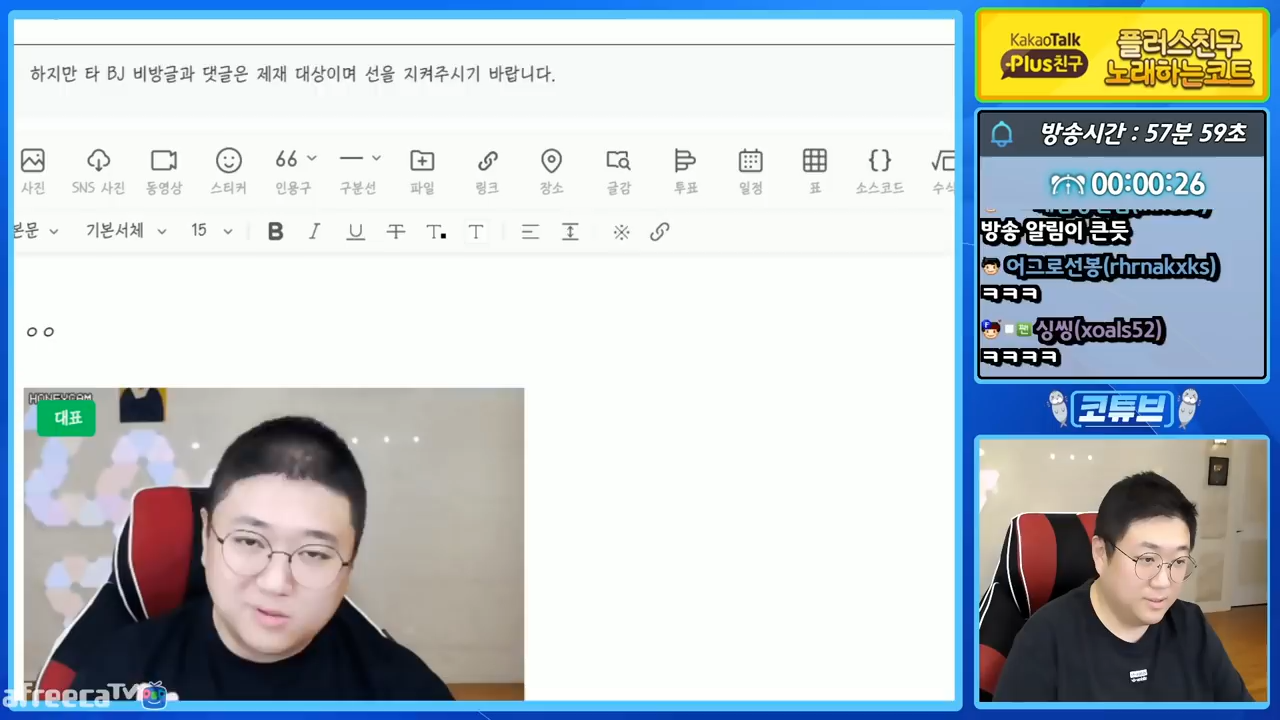 하지만 타 BJ 비방글과 댓글은 제재 대상이며 선을 지켜주시기 바랍니다.
사진 SNS 사진 동영상 스티커 인용구 구분선 파일 링크 장소 글감 투표 일정 표 소스코드 수식
본문 기본서체 15 B I U T T. T
ㅇㅇ
HONEYCAM
대표
afreecaTV
KakaoTalk
Plus친구
플러스친구
노래하는코트
방송시간 : 57분 59초
00:00:26
방송 알림이 큰듯
어그로선봉(rhrnakxks)
ㅋㅋㅋ
팬 싱씽(xoals52)
ㅋㅋㅋㅋ
코튜브